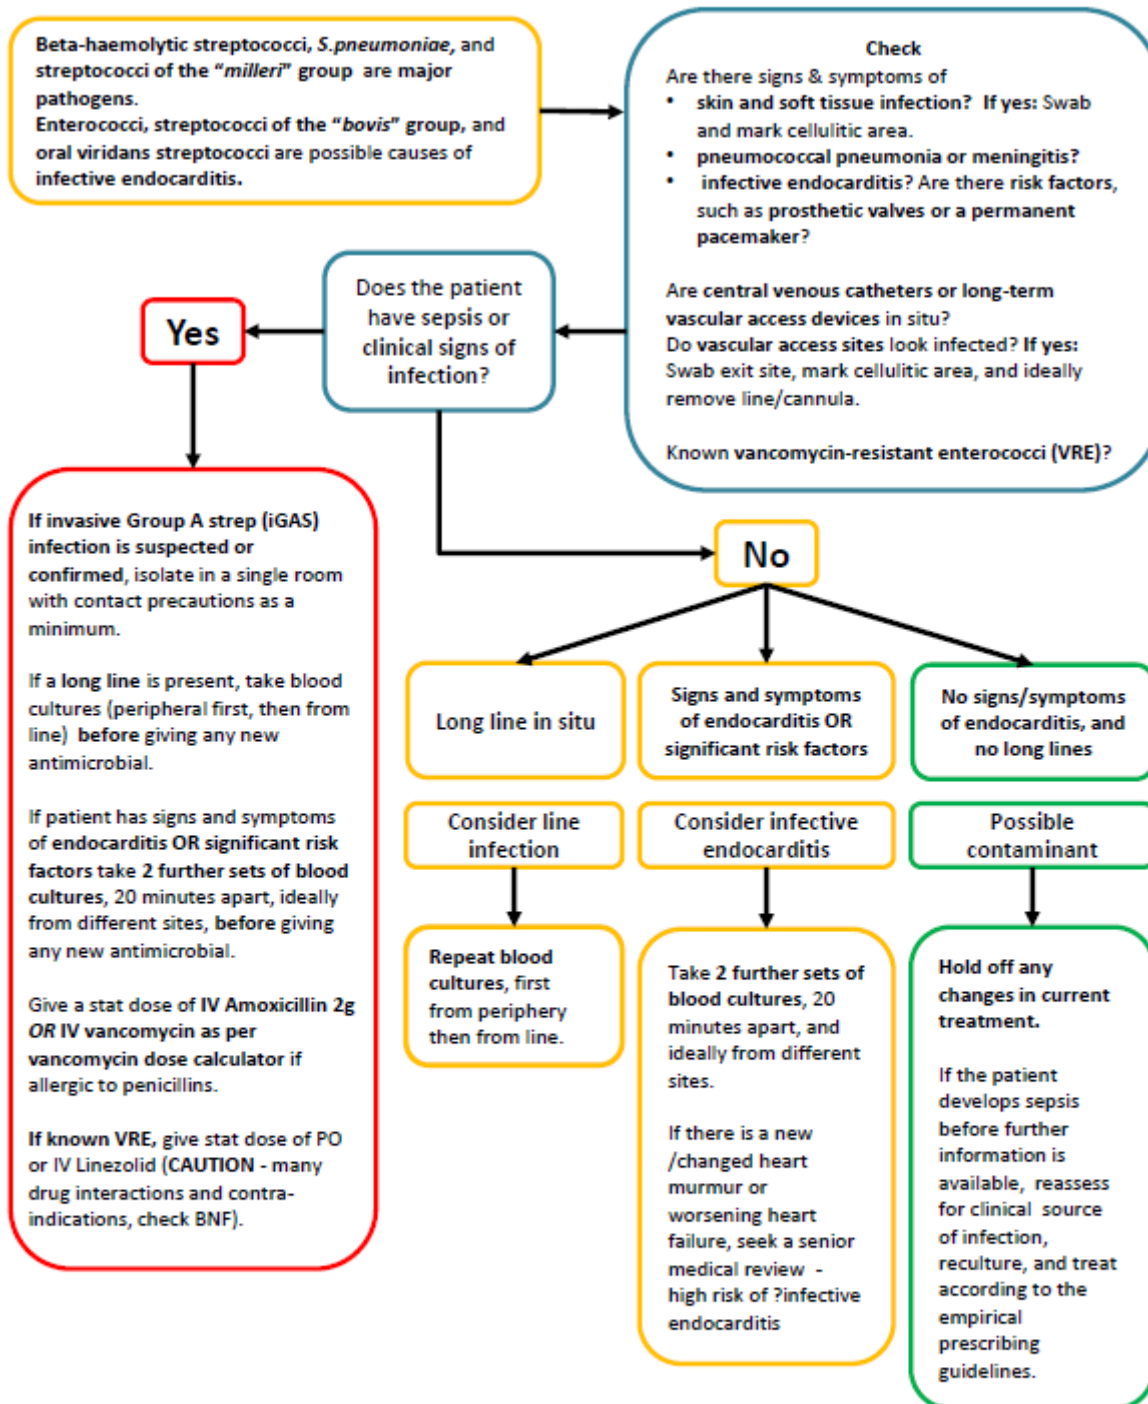 Beta-haemolytic streptococci, S.pneumoniae, and
streptococci of the "milleri" group are major
pathogens.
Enterococci, streptococci of the "bovis" group, and
oral viridans streptococci are possible causes of
infective endocarditis.
Check
Are there signs & symptoms of
• skin and soft tissue infection? If yes: Swab
and mark cellulitic area.
• pneumococcal pneumonia or meningitis?
• infective endocarditis? Are there risk factors,
such as prosthetic valves or a permanent
pacemaker?
Are central venous catheters or long-term
vascular access devices in situ?
Do vascular access sites look infected? If yes:
Swab exit site, mark cellulitic area, and ideally
remove line/cannula.
Known vancomycin-resistant enterococci (VRE)?
Does the patient
have sepsis or
clinical signs of
infection?
Yes
If invasive Group A strep (iGAS)
infection is suspected or
confirmed, isolate in a single room
with contact precautions as a
minimum.
If a long line is present, take blood
cultures (peripheral first, then from
line) before giving any new
antimicrobial.
If patient has signs and symptoms
of endocarditis OR significant risk
factors take 2 further sets of blood
cultures, 20 minutes apart, ideally
from different sites, before giving
any new antimicrobial.
Give a stat dose of IV Amoxicillin 2g
OR IV vancomycin as per
vancomycin dose calculator if
allergic to penicillins.
If known VRE, give stat dose of PO
or IV Linezolid (CAUTION - many
drug interactions and contra-
indications, check BNF).
No
Long line in situ
Consider line
infection
Repeat blood
cultures, first
from periphery
then from line.
Signs and symptoms
of endocarditis OR
significant risk factors
Consider infective
endocarditis
Take 2 further sets of
blood cultures, 20
minutes apart, and
ideally from different
sites.
If there is a new
/changed heart
murmur or
worsening heart
failure, seek a senior
medical review -
high risk of ?infective
endocarditis
No signs/symptoms
of endocarditis, and
no long lines
Possible
contaminant
Hold off any
changes in current
treatment.
If the patient
develops sepsis
before further
information is
available, reassess
for clinical source
of infection,
reculture, and treat
according to the
empirical
prescribing
guidelines.